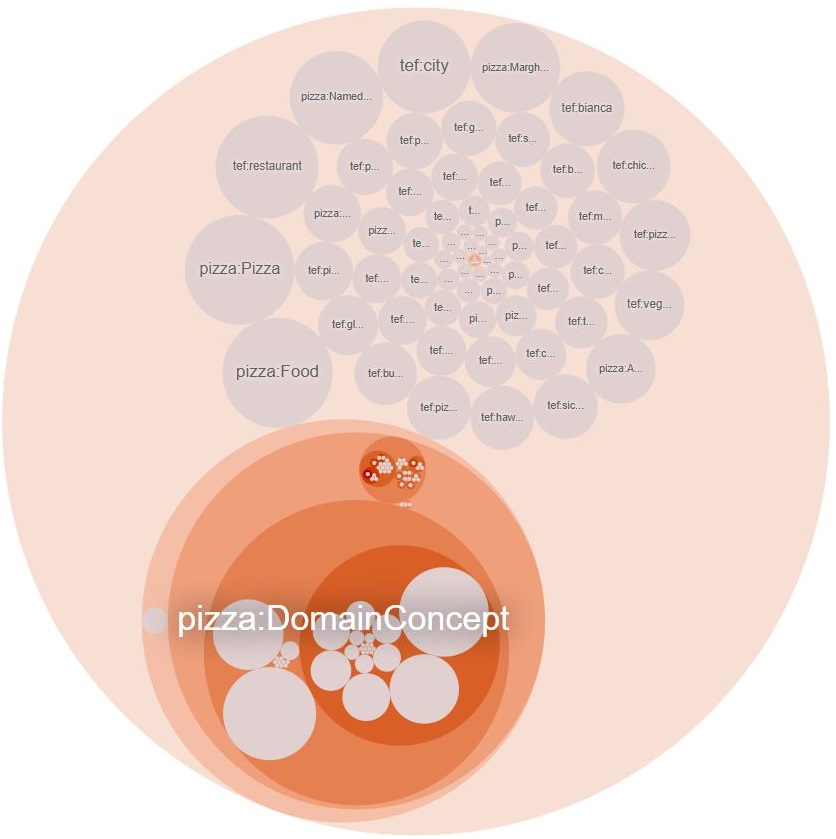 tef:city
pizza:Margh...
pizza:Named...
tef:bianca
tef:g...
tef:p...
tef:s...
tef:restaurant
tef:p...
tef:b...
tef:chic...
tef:...
tef...
tef:...
pizza:...
te...
t...
tef...
tef:m...
p...
pizz...
tef:pizz...
te...
...
...
...
...
...
p...
tef...
...
...
...
...
pizza:Pizza
tef:pi...
tef:...
te...
...
...
...
...
p...
tef:c...
...
p...
tef...
tef:veg...
te...
pi...
piz...
tef:gl...
tef:...
tef:t...
tef:...
tef:...
tef:c...
pizza:Food
tef:bu...
pizza:A...
tef:piz...
tef:haw...
tef:sic...
pizza:DomainConcept